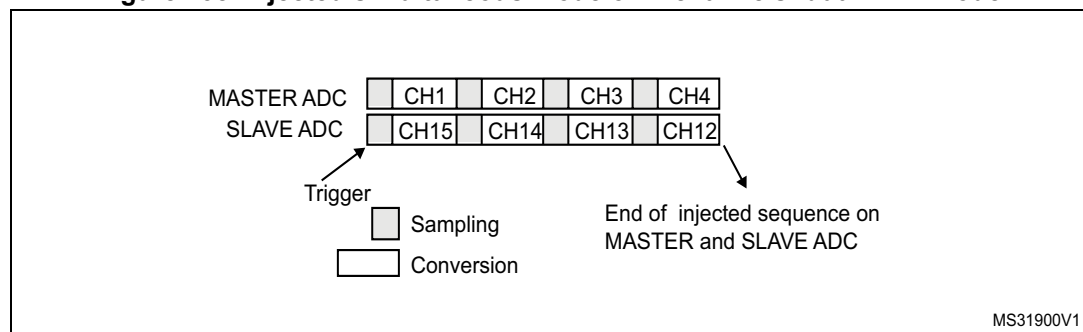 MASTER ADC CH1 CH2 CH3 CH4
SLAVE ADC CH15 CH14 CH13 CH12
Trigger
Sampling
Conversion
End of injected sequence on
MASTER and SLAVE ADC
MS31900V1